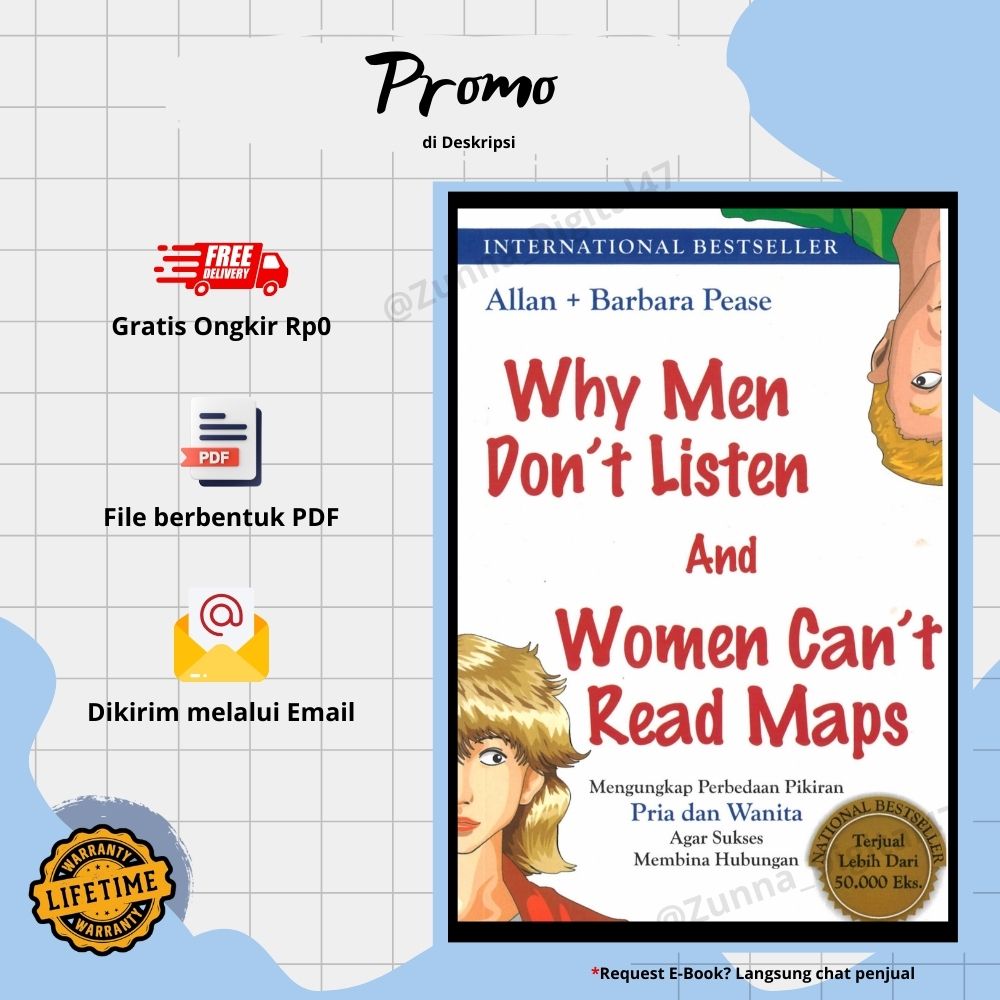 Promo
di Deskripsi
FREE
DELIVERY
Gratis Ongkir Rp0
PDF
File berbentuk PDF
@
Dikirim melalui Email
WARRANTY
LIFETIME
WARRANTY
@Zunna_Digital47
INTERNATIONAL BESTSELLER
Allan + Barbara Pease
Why Men
Don't Listen
And
Women Can't
Read Maps
Mengungkap Perbedaan Pikiran
Pria dan Wanita
Agar Sukses
Membina Hubungan
NATIONAL BESTSELLER
Terjual
Lebih Dari
50.000 Eks.
@Zunna_
*Request E-Book? Langsung chat penjual